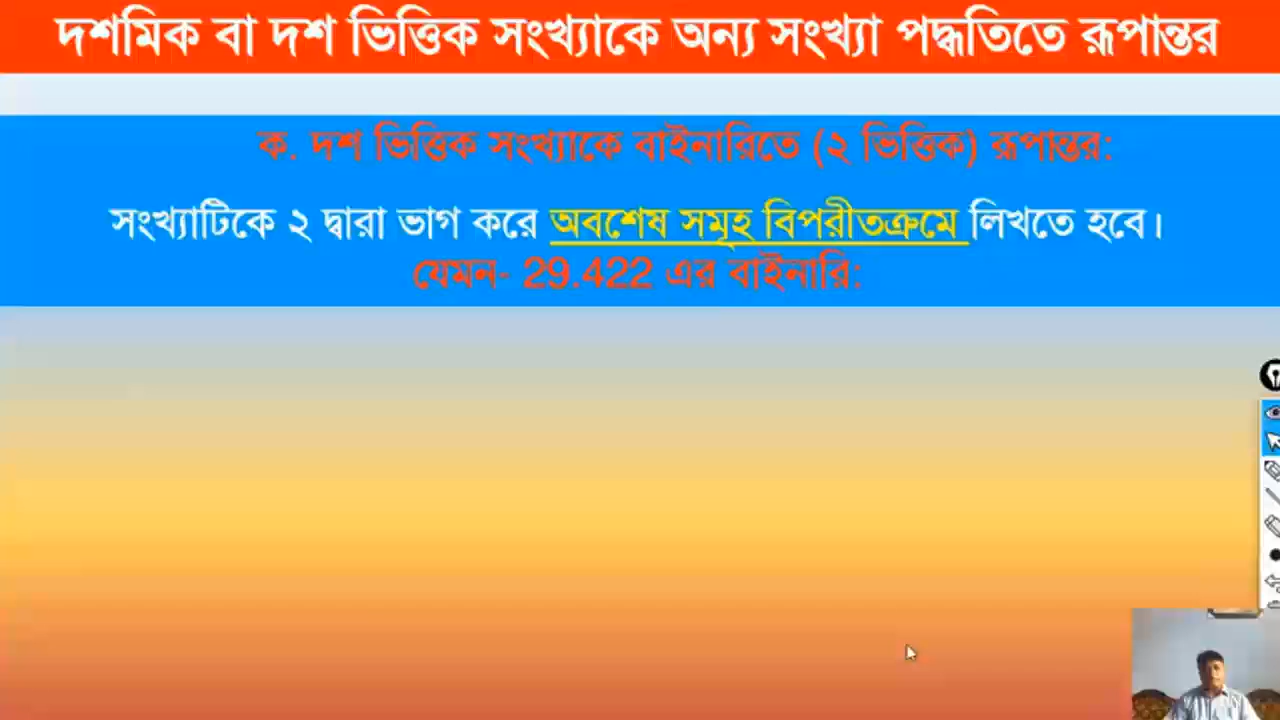 দশমিক বা দশ ভিত্তিক সংখ্যাকে অন্য সংখ্যা পদ্ধতিতে রূপান্তর
ক. দশ ভিত্তিক সংখ্যাকে বাইনারিতে (২ ভিত্তিক) রূপান্তর:
সংখ্যাটিকে ২ দ্বারা ভাগ করে অবশেষ সমূহ বিপরীতক্রমে লিখতে হবে।
যেমন- 29.422 এর বাইনারি: